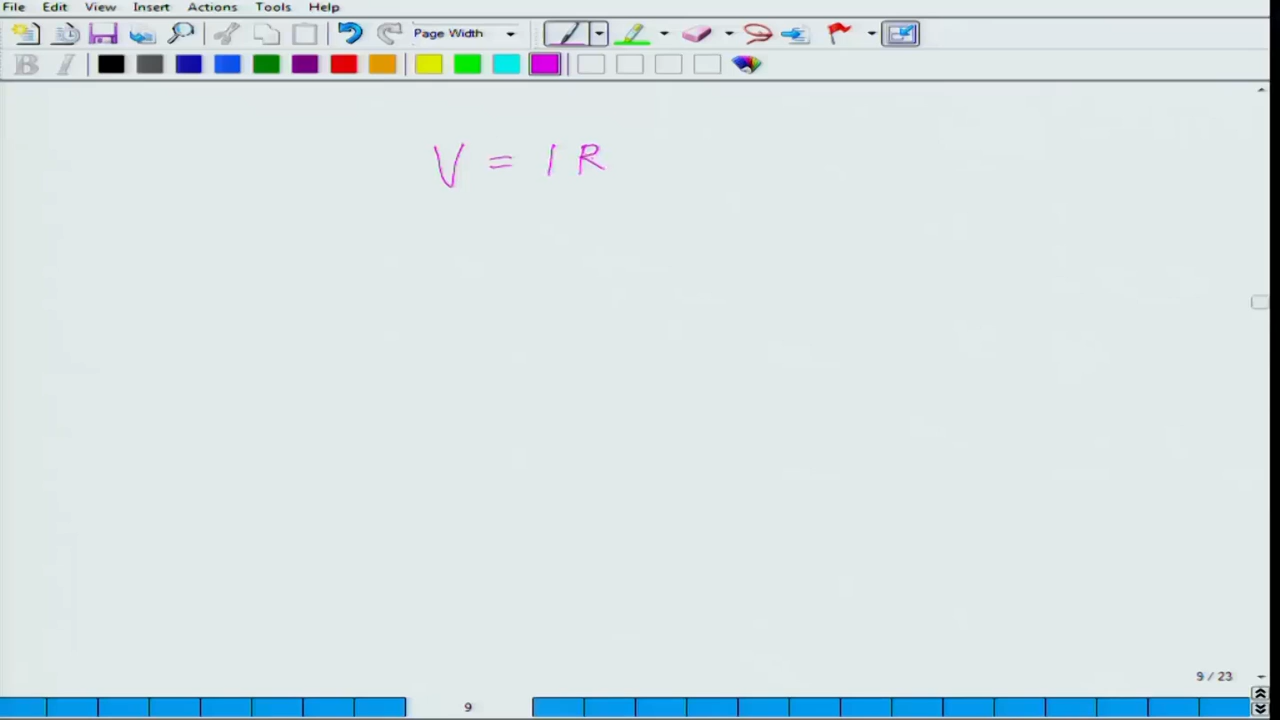 File Edit View Insert Actions Tools Help
Page Width
B I
V = I R
9 / 23
9